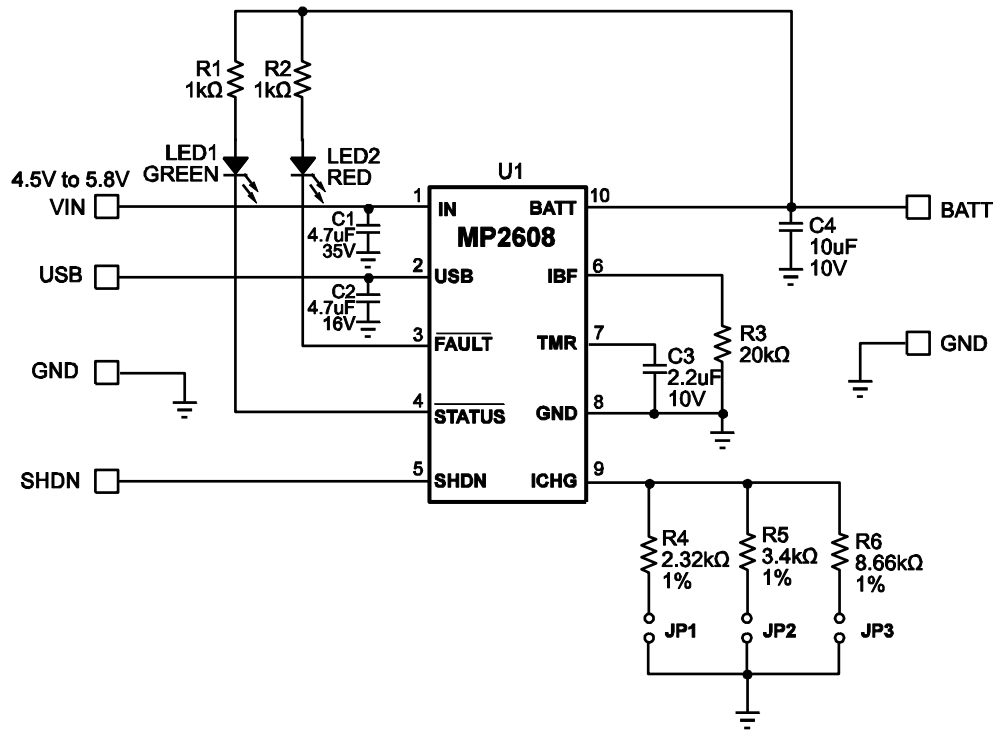 R1
1kΩ
R2
1kΩ
LED1
GREEN
LED2
RED
4.5V to 5.8V
VIN
USB
GND
SHDN
C1
4.7uF
35V
C2
4.7uF
16V
U1
MP2608
1
IN
2
USB
3
FAULT
4
STATUS
5
SHDN
10
BATT
6
IBF
7
TMR
8
GND
9
ICHG
C4
10uF
10V
BATT
R3
20kΩ
C3
2.2uF
10V
GND
R4
2.32kΩ
1%
R5
3.4kΩ
1%
R6
8.66kΩ
1%
JP1
JP2
JP3